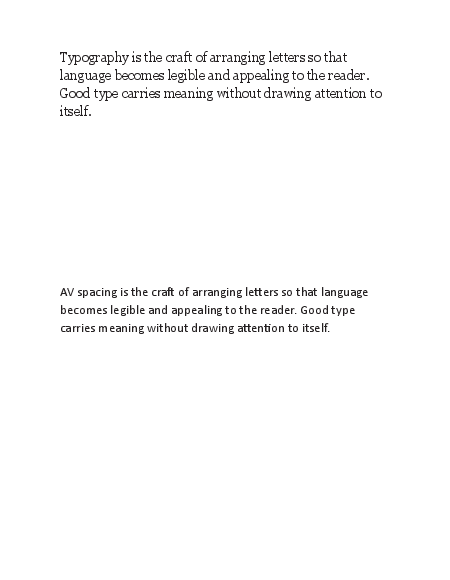 Typography is the craft of arranging letters so that
language becomes legible and appealing to the reader.
Good type carries meaning without drawing attention to
itself.
AV spacing is the craft of arranging letters so that language
becomes legible and appealing to the reader. Good type
carries meaning without drawing attention to itself.